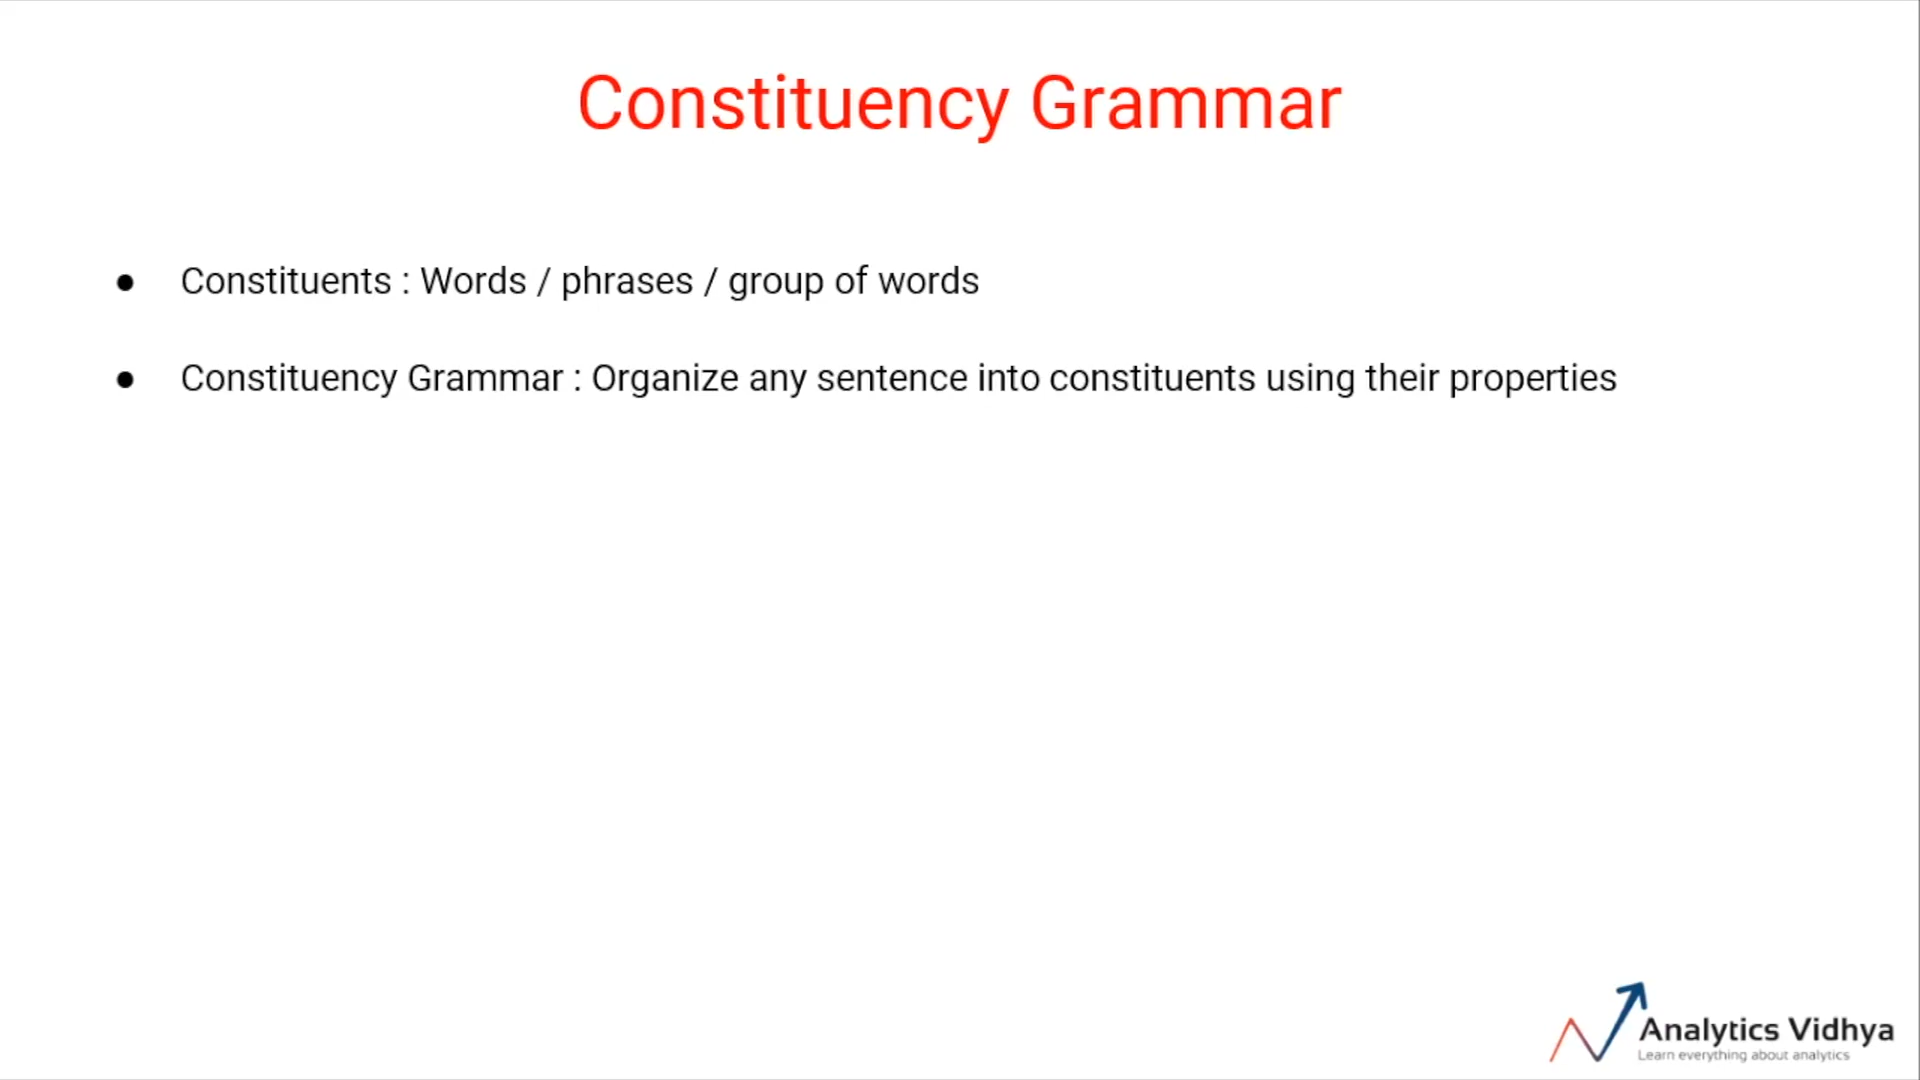 Constituency Grammar
● Constituents : Words / phrases / group of words
● Constituency Grammar : Organize any sentence into constituents using their properties
Analytics Vidhya
Learn everything about analytics